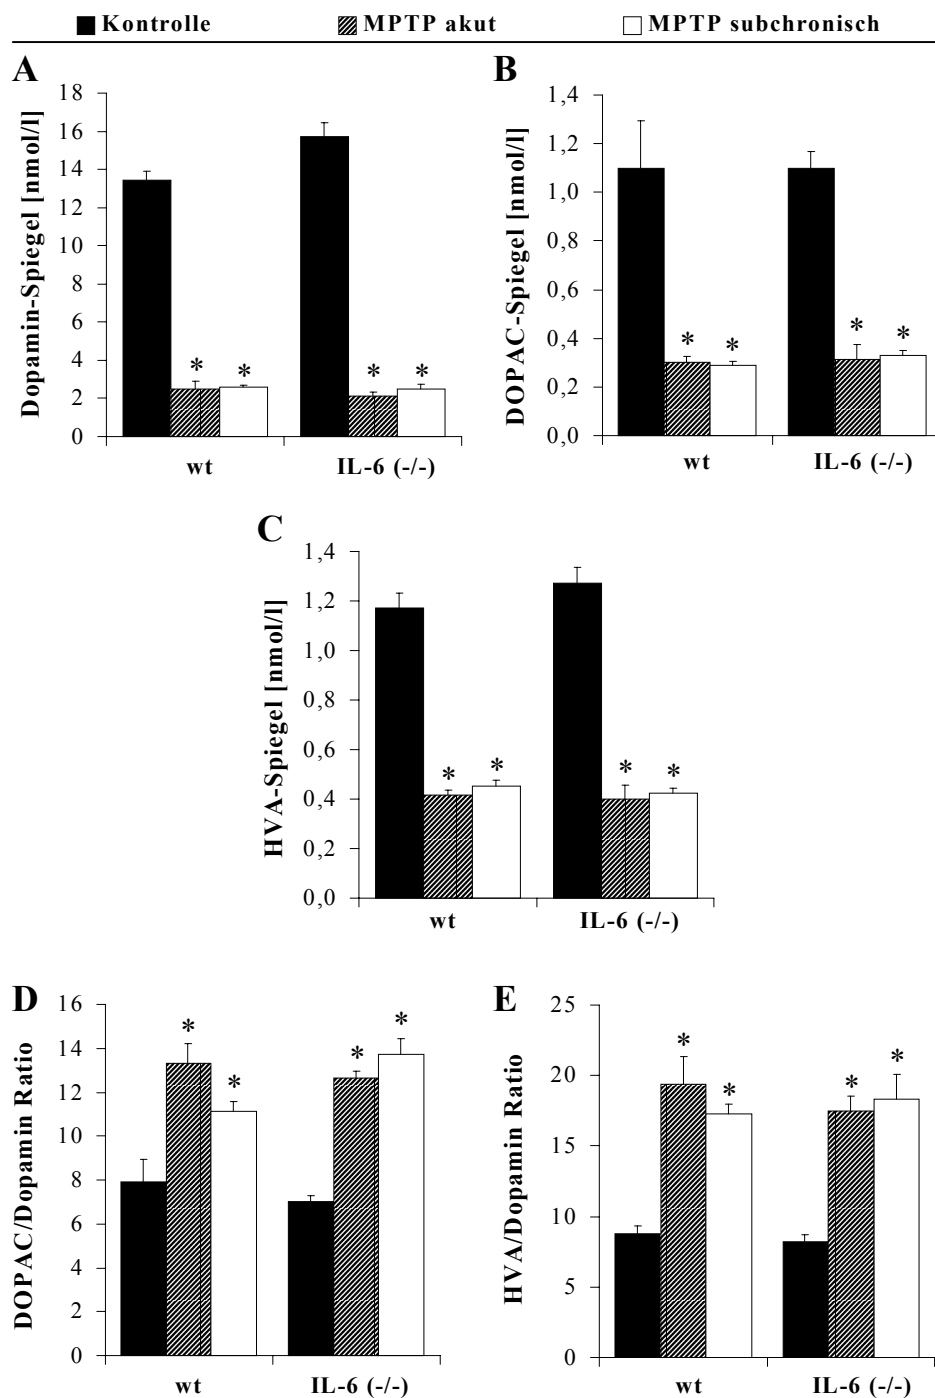 Kontrolle MPTP akut MPTP subchronisch
A
Dopamin-Spiegel [nmol/l]
18
16
14
12
10
8
6
4
2
0
* * * *
wt IL-6 (-/-)
B
DOPAC-Spiegel [nmol/l]
1,4
1,2
1,0
0,8
0,6
0,4
0,2
0,0
* * * *
wt IL-6 (-/-)
C
HVA-Spiegel [nmol/l]
1,4
1,2
1,0
0,8
0,6
0,4
0,2
0,0
* * * *
wt IL-6 (-/-)
D
DOPAC/Dopamin Ratio
16
14
12
10
8
6
4
2
0
* * * *
wt IL-6 (-/-)
E
HVA/Dopamin Ratio
25
20
15
10
5
0
* * * *
wt IL-6 (-/-)